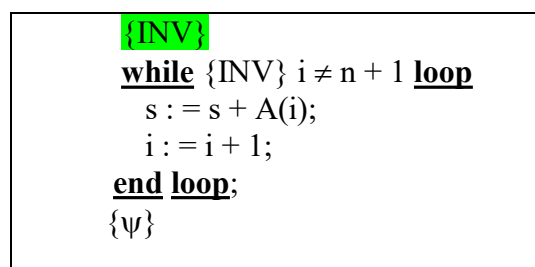 {INV}
while {INV} i ≠ n + 1 loop
s : = s + A(i);
i : = i + 1;
end loop;
{ψ}